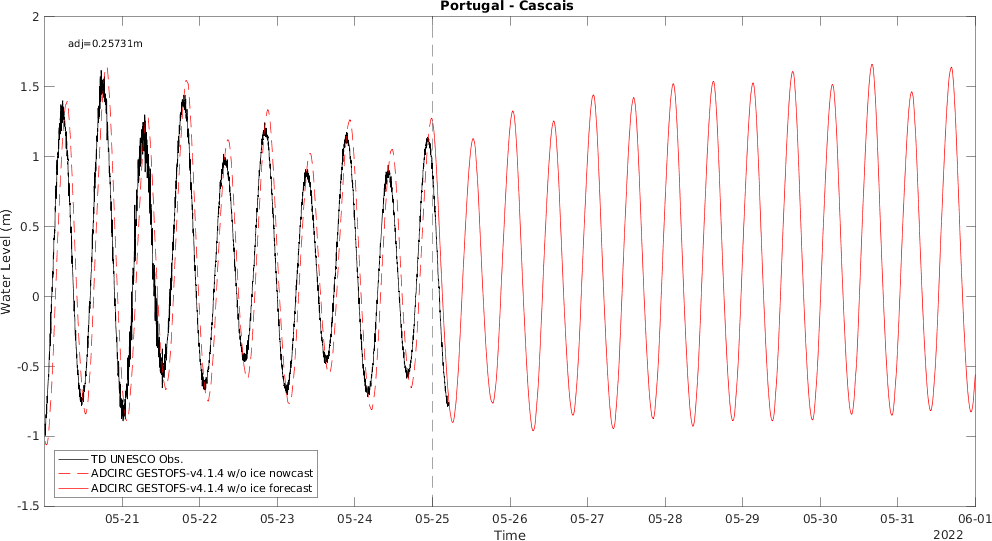 Portugal - Cascais
adj=0.25731m
Water Level (m)
2
1.5
1
0.5
0
-0.5
-1
-1.5
TD UNESCO Obs.
ADCIRC GESTOFS-v4.1.4 w/o ice nowcast
ADCIRC GESTOFS-v4.1.4 w/o ice forecast
05-21 05-22 05-23 05-24 05-25 05-26 05-27 05-28 05-29 05-30 05-31 06-01
Time
2022